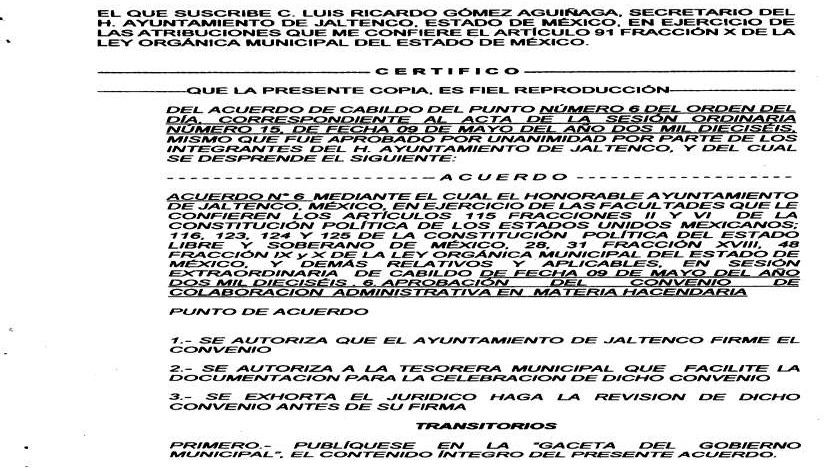 EL QUE SUSCRIBE C. LUIS RICARDO GÓMEZ AGUIÑAGA, SECRETARIO DEL
H. AYUNTAMIENTO DE JALTENCO, ESTADO DE MÉXICO, EN EJERCICIO DE
LAS ATRIBUCIONES QUE ME CONFIERE EL ARTÍCULO 91 FRACCIÓN X DE LA
LEY ORGÁNICA MUNICIPAL DEL ESTADO DE MÉXICO.
C E R T I F I C O
QUE LA PRESENTE COPIA, ES FIEL REPRODUCCIÓN
DEL ACUERDO DE CABILDO DEL PUNTO NÚMERO 6 DEL ORDEN DEL
DÍA, CORRESPONDIENTE AL ACTA DE LA SESIÓN ORDINARIA
NÚMERO 15, DE FECHA 09 DE MAYO DEL AÑO DOS MIL DIECISÉIS,
MISMO QUE FUE APROBADO POR UNANIMIDAD POR PARTE DE LOS
INTEGRANTES DEL H. AYUNTAMIENTO DE JALTENCO, Y DEL CUAL
SE DESPRENDE EL SIGUIENTE:
- - - - - - - - - - - - - - - - - - - - - - - - - A C U E R D O - - - - - - - - - - - - - - - - - - - -
ACUERDO N° 6 MEDIANTE EL CUAL EL HONORABLE AYUNTAMIENTO
DE JALTENCO, MÉXICO, EN EJERCICIO DE LAS FACULTADES QUE LE
CONFIEREN LOS ARTÍCULOS 115 FRACCIONES II Y VI DE LA
CONSTITUCIÓN POLÍTICA DE LOS ESTADOS UNIDOS MEXICANOS;
116, 123, 124 Y 125 DE LA CONSTITUCIÓN POLÍTICA DEL ESTADO
LIBRE Y SOBERANO DE MÉXICO, 28, 31 FRACCIÓN XVIII, 48
FRACCIÓN IX y X DE LA LEY ORGÁNICA MUNICIPAL DEL ESTADO DE
MÉXICO, Y DEMÁS RELATIVOS Y APLICABLES, EN SESIÓN
EXTRAORDINARIA DE CABILDO DE FECHA 09 DE MAYO DEL AÑO
DOS MIL DIECISÉIS . 6. APROBACIÓN DEL CONVENIO DE
COLABORACION ADMINISTRATIVA EN MATERIA HACENDARIA
PUNTO DE ACUERDO
1.- SE AUTORIZA QUE EL AYUNTAMIENTO DE JALTENCO FIRME EL
CONVENIO
2.- SE AUTORIZA A LA TESORERA MUNICIPAL QUE FACILITE LA
DOCUMENTACION PARA LA CELEBRACION DE DICHO CONVENIO
3.- SE EXHORTA EL JURIDICO HAGA LA REVISION DE DICHO
CONVENIO ANTES DE SU FIRMA
TRANSITORIOS
PRIMERO.- PUBLÍQUESE EN LA "GACETA DEL GOBIERNO
MUNICIPAL", EL CONTENIDO ÍNTEGRO DEL PRESENTE ACUERDO.